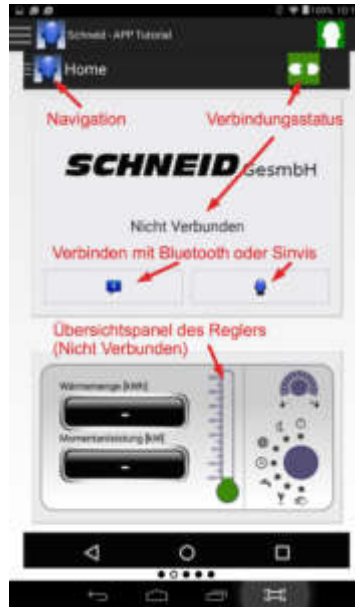 100%
Schneid - APP Tutorial
Home
Navigation
Verbindungsstatus
SCHNEID GesmbH
Nicht Verbunden
Verbinden mit Bluetooth oder Sinvis
Übersichtspanel des Reglers
(Nicht Verbunden)
Wärmemenge [kWh]
-
Momentanleistung [kW]
-